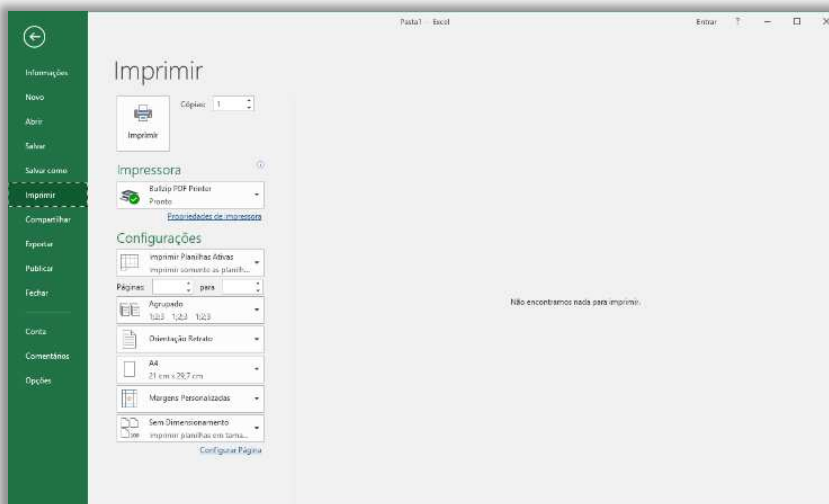 Pasta1 - Excel
Entrar ?
Informações
Novo
Abrir
Salvar
Salvar como
Imprimir
Compartilhar
Exportar
Publicar
Fechar
Conta
Comentários
Opções
Imprimir
Imprimir
Cópias: 1
Impressora
Bullzip PDF Printer
Pronto
Propriedades de Impressora
Configurações
Imprimir Planilhas Ativas
Imprimir somente as planilh...
Páginas: para
Agrupado
1;2;3 1;2;3 1;2;3
Orientação Retrato
A4
21 cm x 29,7 cm
Margens Personalizadas
Sem Dimensionamento
Imprimir planilhas em tama...
Configurar Página
Não encontramos nada para imprimir.